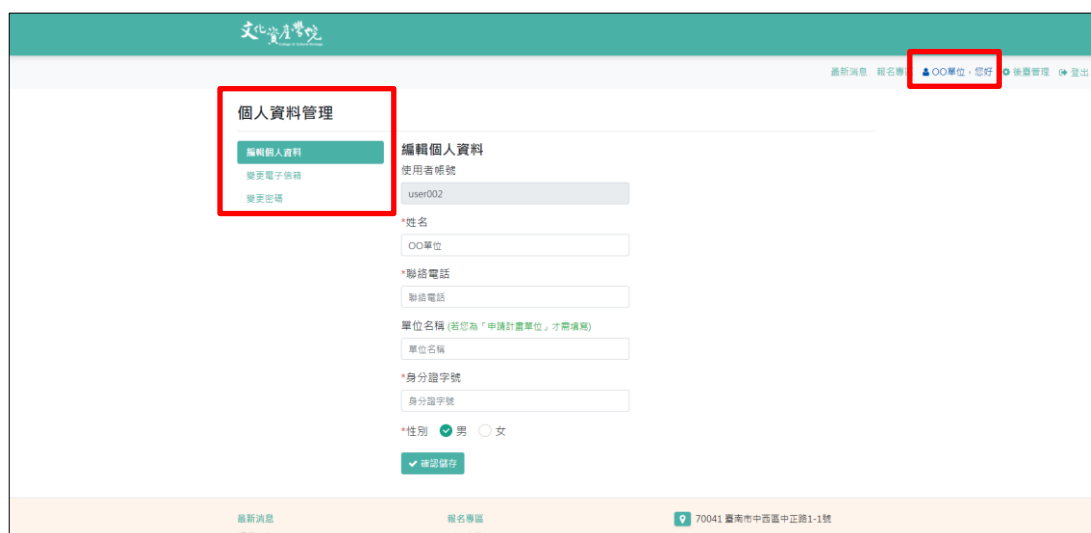 文化資產學院
最新消息 報名專區 OO單位，您好 後臺管理 登出
個人資料管理
編輯個人資料
變更電子信箱
變更密碼
編輯個人資料
使用者帳號
user002
*姓名
OO單位
*聯絡電話
聯絡電話
單位名稱 (若您為「申請計畫單位」才需填寫)
單位名稱
*身分證字號
身分證字號
*性別 男 女
確認儲存
最新消息 報名專區 70041 臺南市中西區中正路1-1號